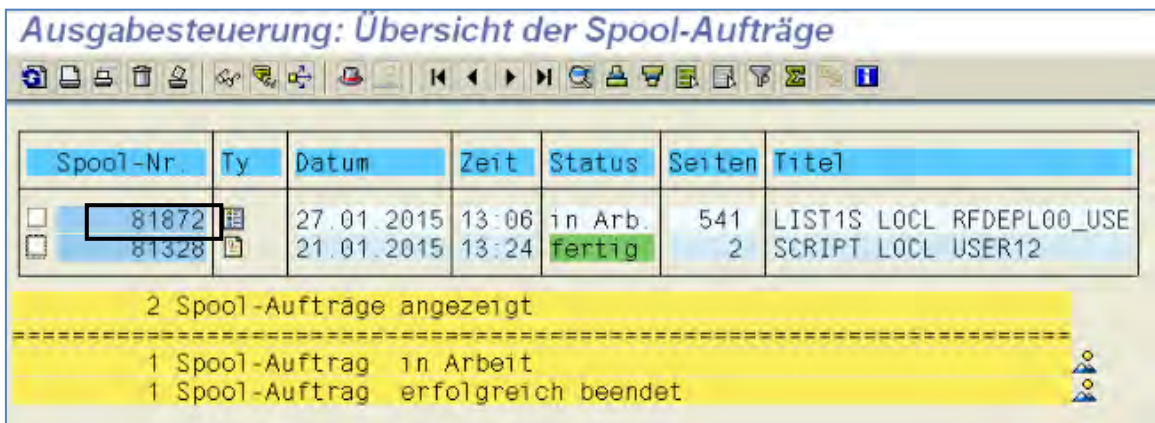 Ausgabesteuerung: Übersicht der Spool-Aufträge
Spool-Nr. Ty Datum Zeit Status Seiten Titel
81872 27.01.2015 13:06 in Arb. 541 LIST1S LOCL RFDEPL00_USE
81328 21.01.2015 13:24 fertig 2 SCRIPT LOCL USER12
2 Spool-Aufträge angezeigt
================================================================================
1 Spool-Auftrag in Arbeit
1 Spool-Auftrag erfolgreich beendet